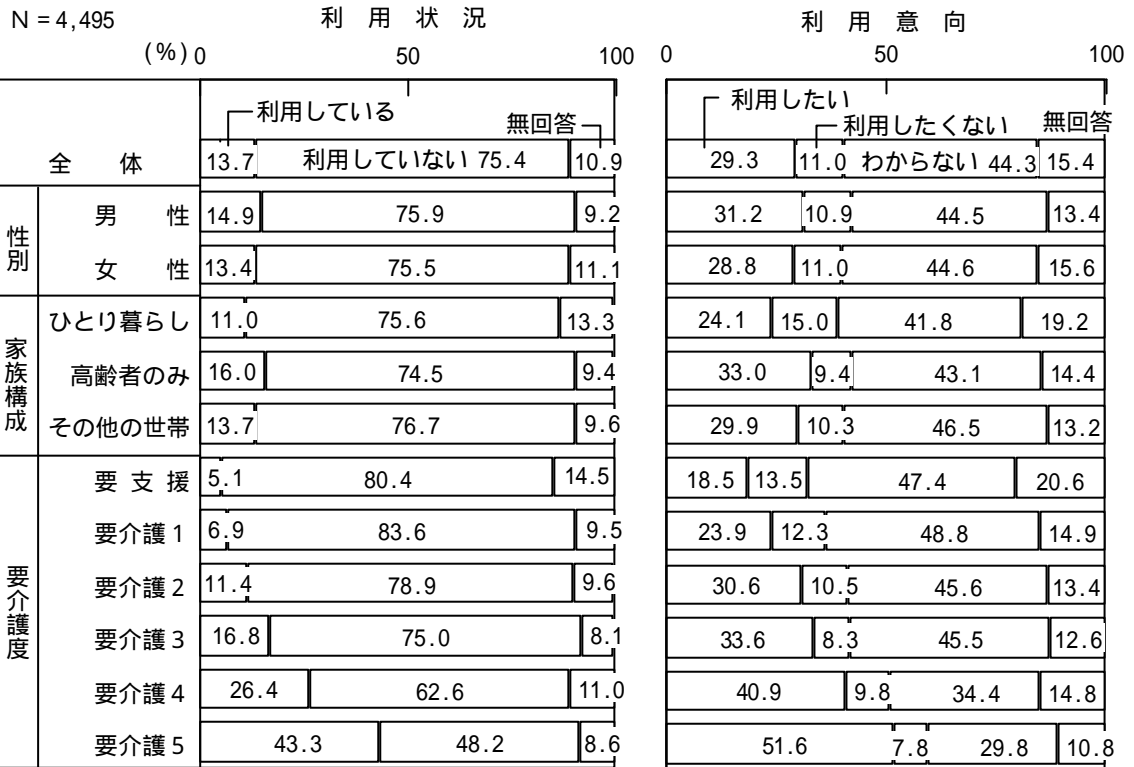 N = 4,495
利用状況
利用意向
(%) 0 50 100
0 50 100
利用している
無回答
利用したい
利用したくない
無回答
全体 13.7 利用していない 75.4 10.9 29.3 11.0 わからない 44.3 15.4
性別
男性 14.9 75.9 9.2 31.2 10.9 44.5 13.4
女性 13.4 75.5 11.1 28.8 11.0 44.6 15.6
家族構成
ひとり暮らし 11.0 75.6 13.3 24.1 15.0 41.8 19.2
高齢者のみ 16.0 74.5 9.4 33.0 9.4 43.1 14.4
その他の世帯 13.7 76.7 9.6 29.9 10.3 46.5 13.2
要介護度
要支援 5.1 80.4 14.5 18.5 13.5 47.4 20.6
要介護1 6.9 83.6 9.5 23.9 12.3 48.8 14.9
要介護2 11.4 78.9 9.6 30.6 10.5 45.6 13.4
要介護3 16.8 75.0 8.1 33.6 8.3 45.5 12.6
要介護4 26.4 62.6 11.0 40.9 9.8 34.4 14.8
要介護5 43.3 48.2 8.6 51.6 7.8 29.8 10.8